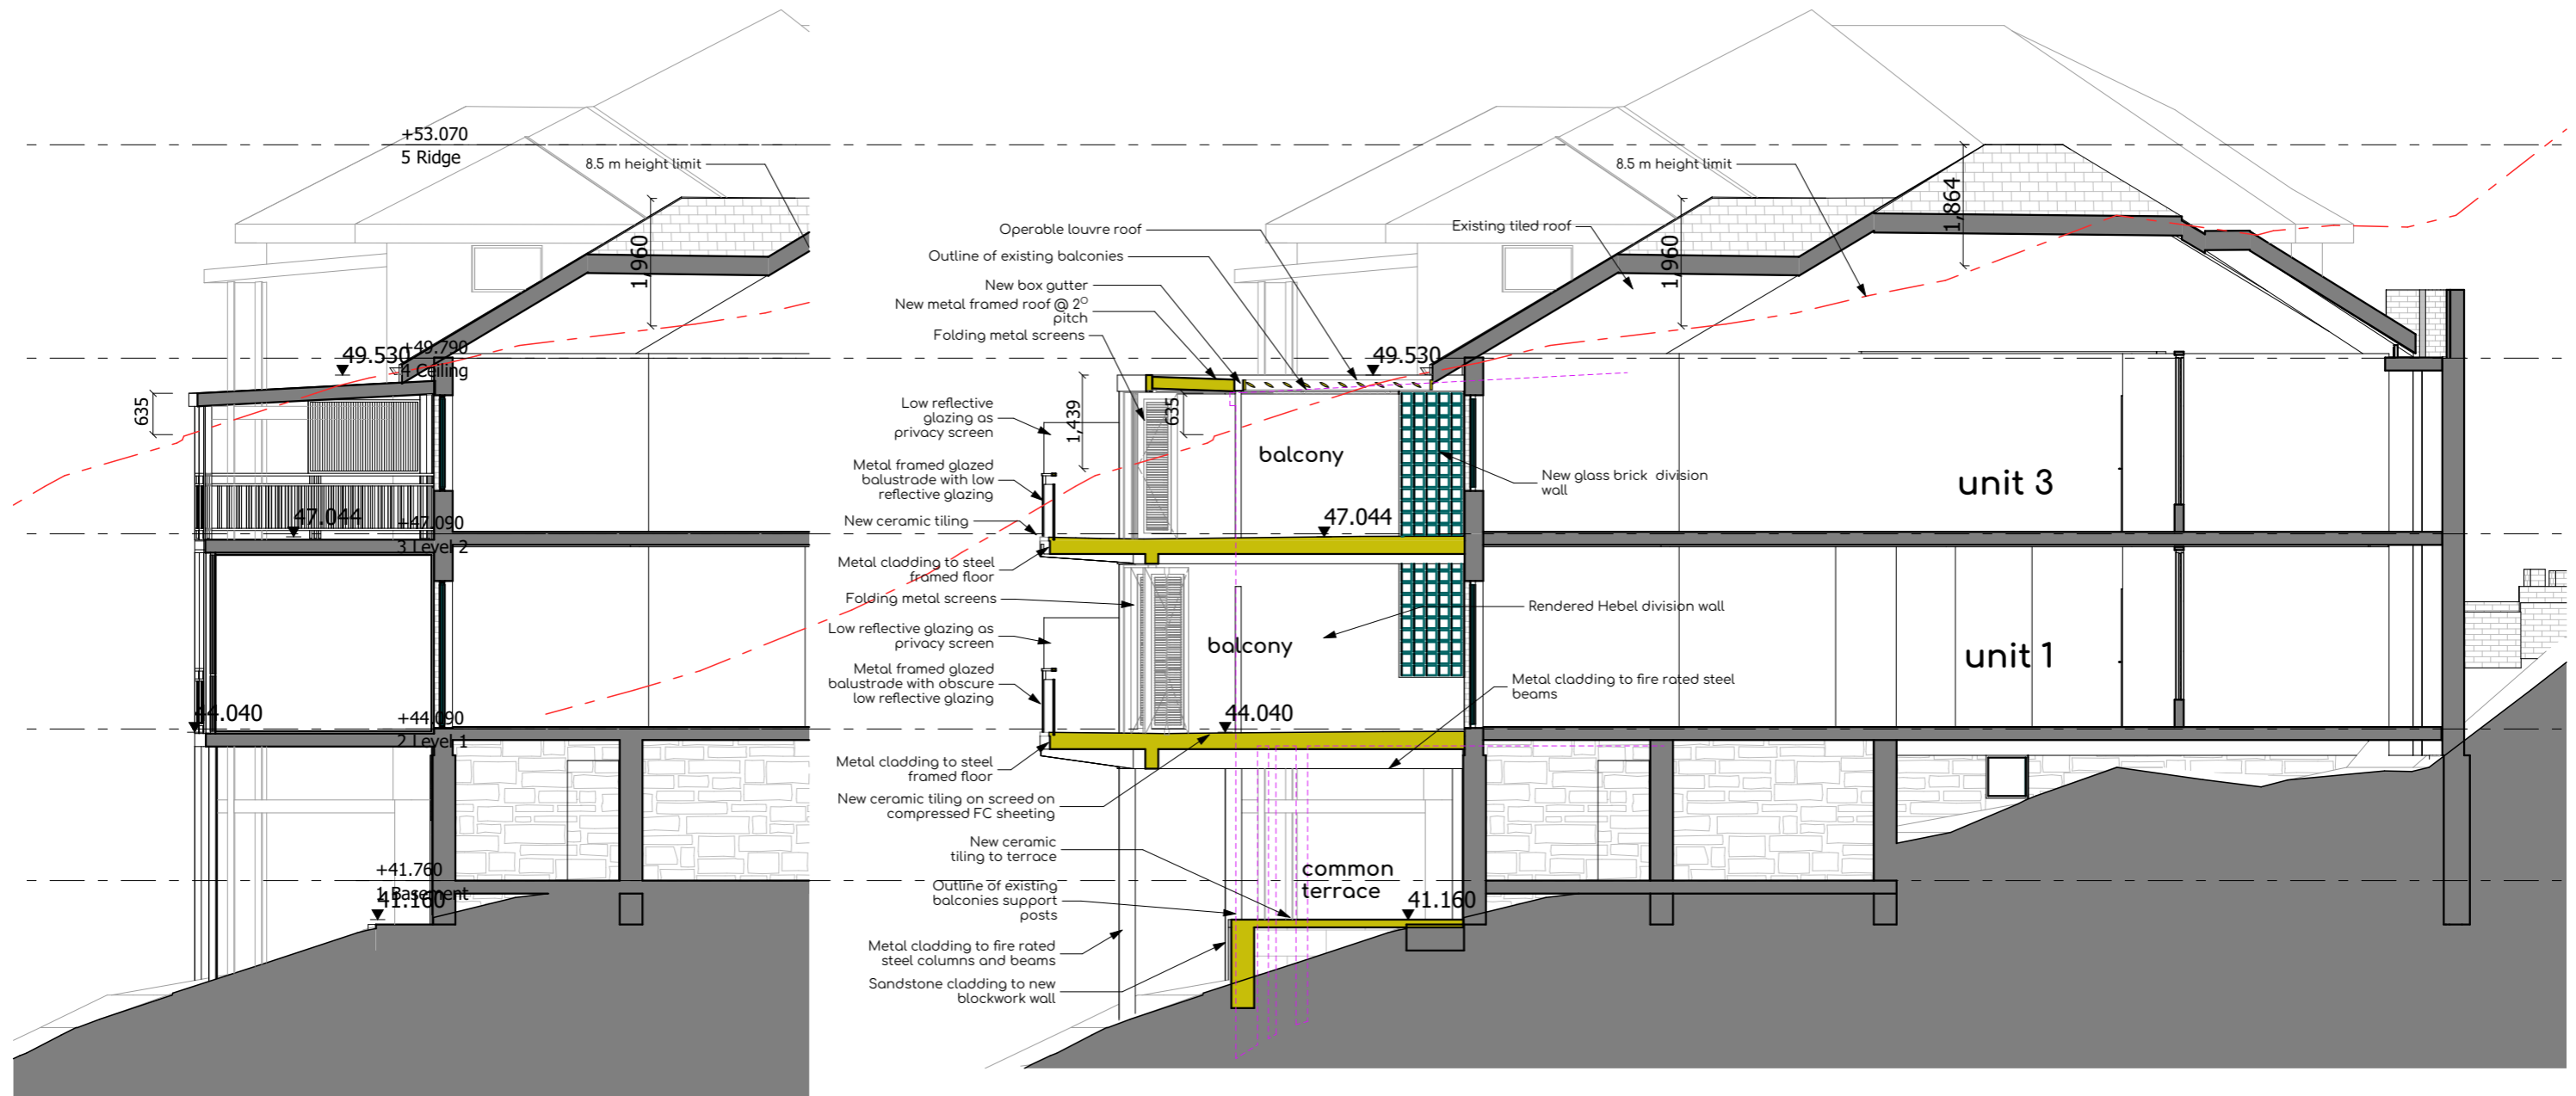 +53.070
5 Ridge
8.5 m height limit
1,960
49.530
+49.790
4 Ceiling
635
47.044
+47.090
3 Level 2
44.040
+44.090
2 Level 1
+41.760
1 Basement
41.160
Operable louvre roof
Outline of existing balconies
New box gutter
New metal framed roof @ 2°
pitch
Folding metal screens
Low reflective
glazing as
privacy screen
Metal framed glazed
balustrade with low
reflective glazing
New ceramic tiling
Metal cladding to steel
framed floor
Folding metal screens
Low reflective glazing as
privacy screen
Metal framed glazed
balustrade with obscure
low reflective glazing
Metal cladding to steel
framed floor
New ceramic tiling on screed on
compressed FC sheeting
New ceramic
tiling to terrace
Outline of existing
balconies support
posts
Metal cladding to fire rated
steel columns and beams
Sandstone cladding to new
blockwork wall
1,439
635
49.530
balcony
47.044
balcony
44.040
common
terrace
41.160
8.5 m height limit
Existing tiled roof
1,960
1,864
New glass brick division
wall
unit 3
Rendered Hebel division wall
unit 1
Metal cladding to fire rated steel
beams